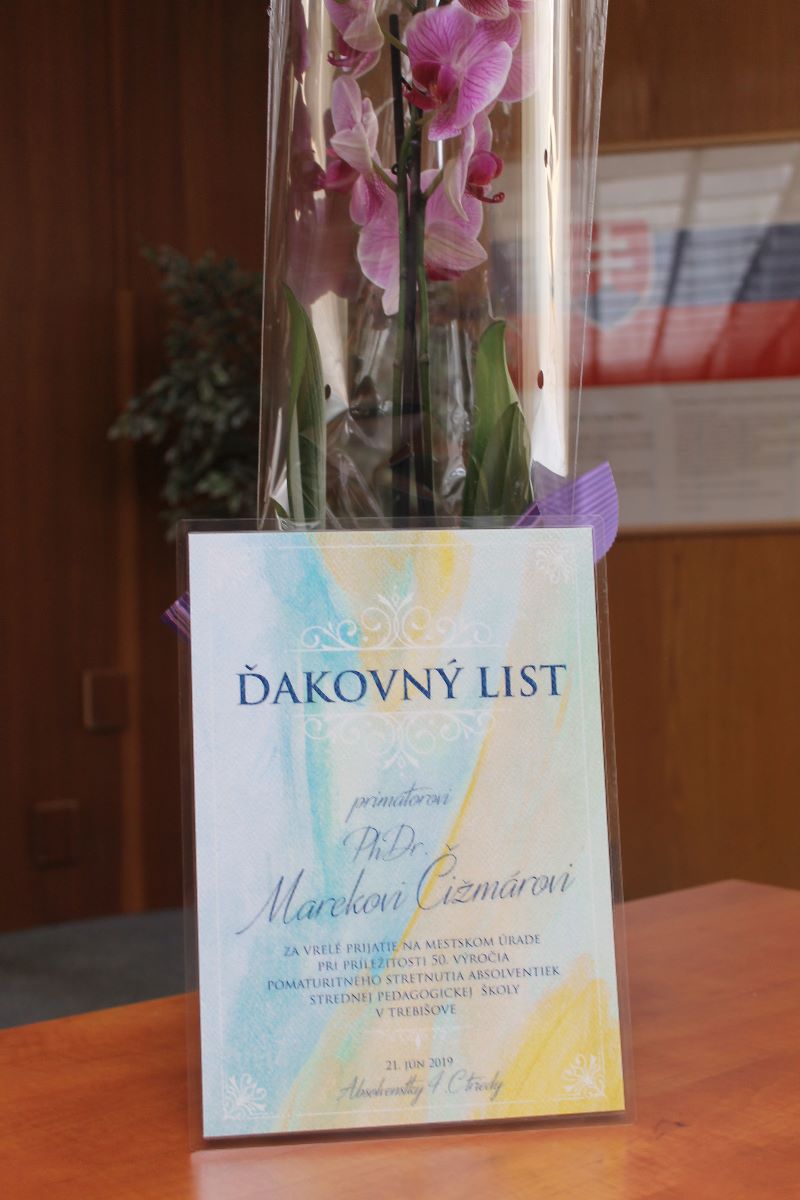 ĎAKOVNÝ LIST
primátorovi
PhDr.
Marekovi Čižmárovi
ZA VRELÉ PRIJATIE NA MESTSKOM ÚRADE
PRI PRÍLEŽITOSTI 50. VÝROČIA
POMATURITNÉHO STRETNUTIA ABSOLVENTIEK
STREDNEJ PEDAGOGICKEJ ŠKOLY
V TREBIŠOVE
21. JÚN 2019
Absolventky 4. C triedy